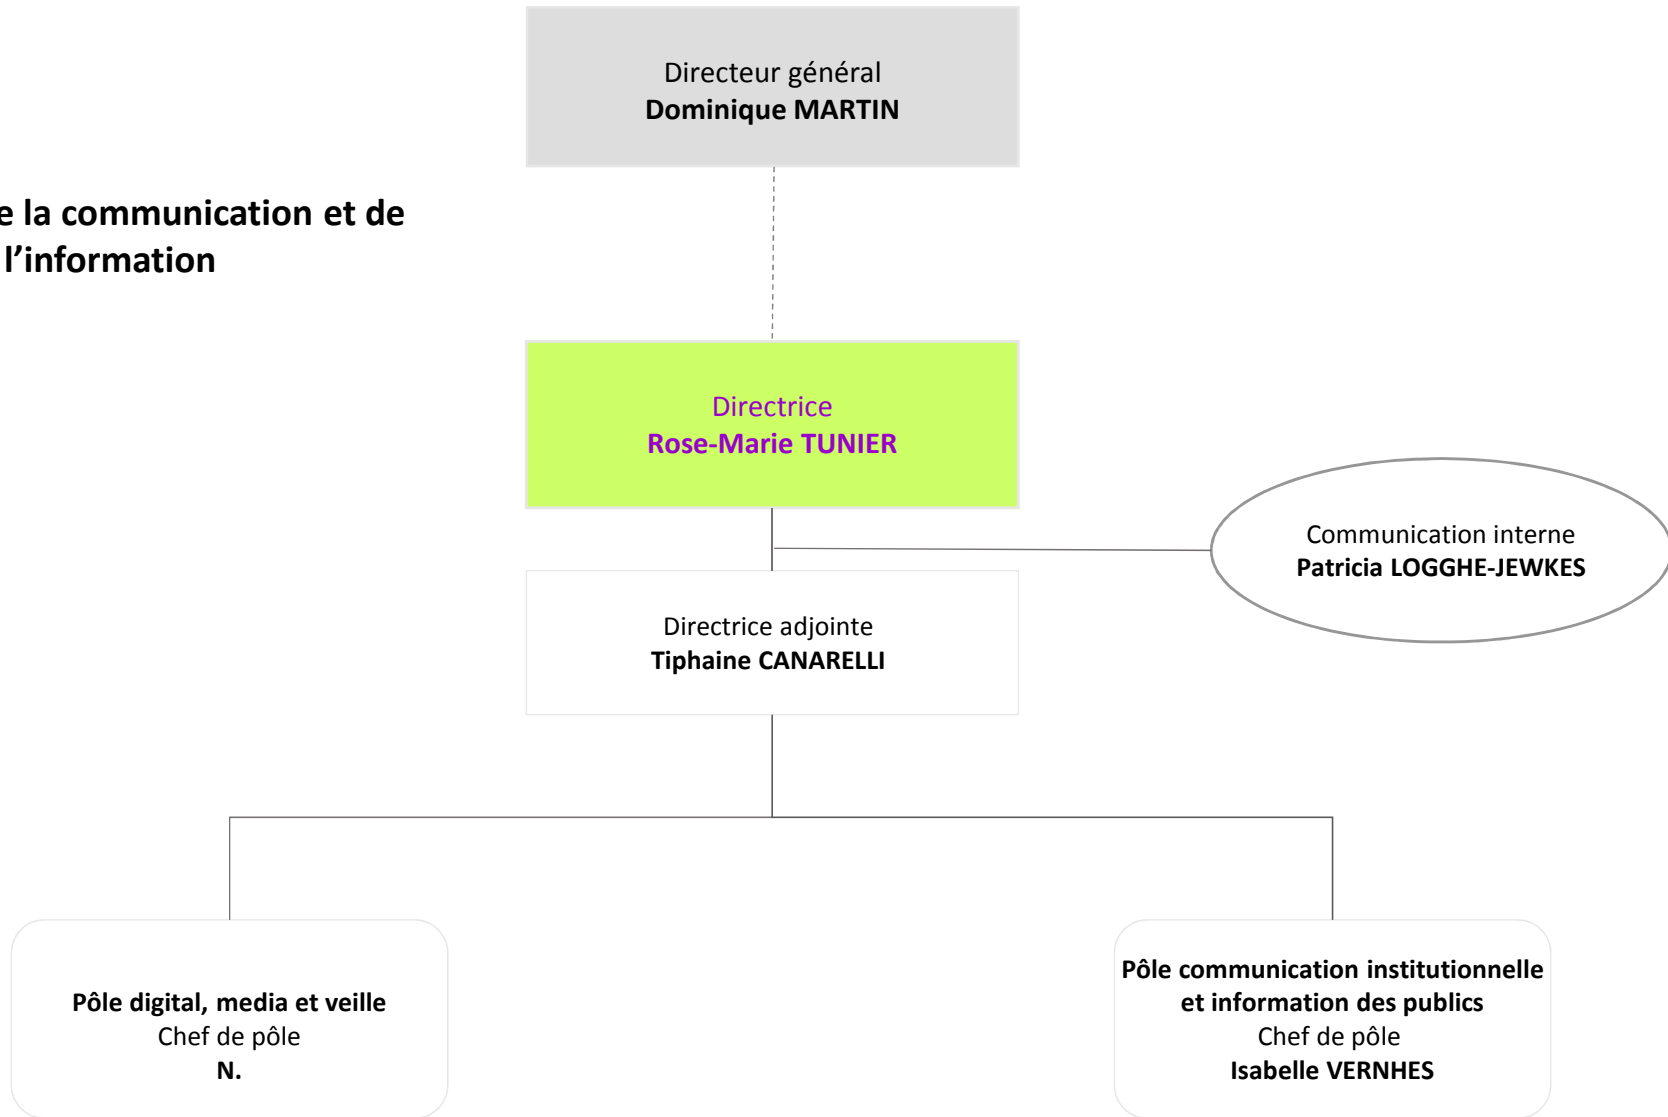 Directeur général
Dominique MARTIN
e la communication et de
l’information
Directrice
Rose-Marie TUNIER
Communication interne
Patricia LOGGHE-JEWKES
Directrice adjointe
Tiphaine CANARELLI
Pôle digital, media et veille
Chef de pôle
N.
Pôle communication institutionnelle
et information des publics
Chef de pôle
Isabelle VERNHES